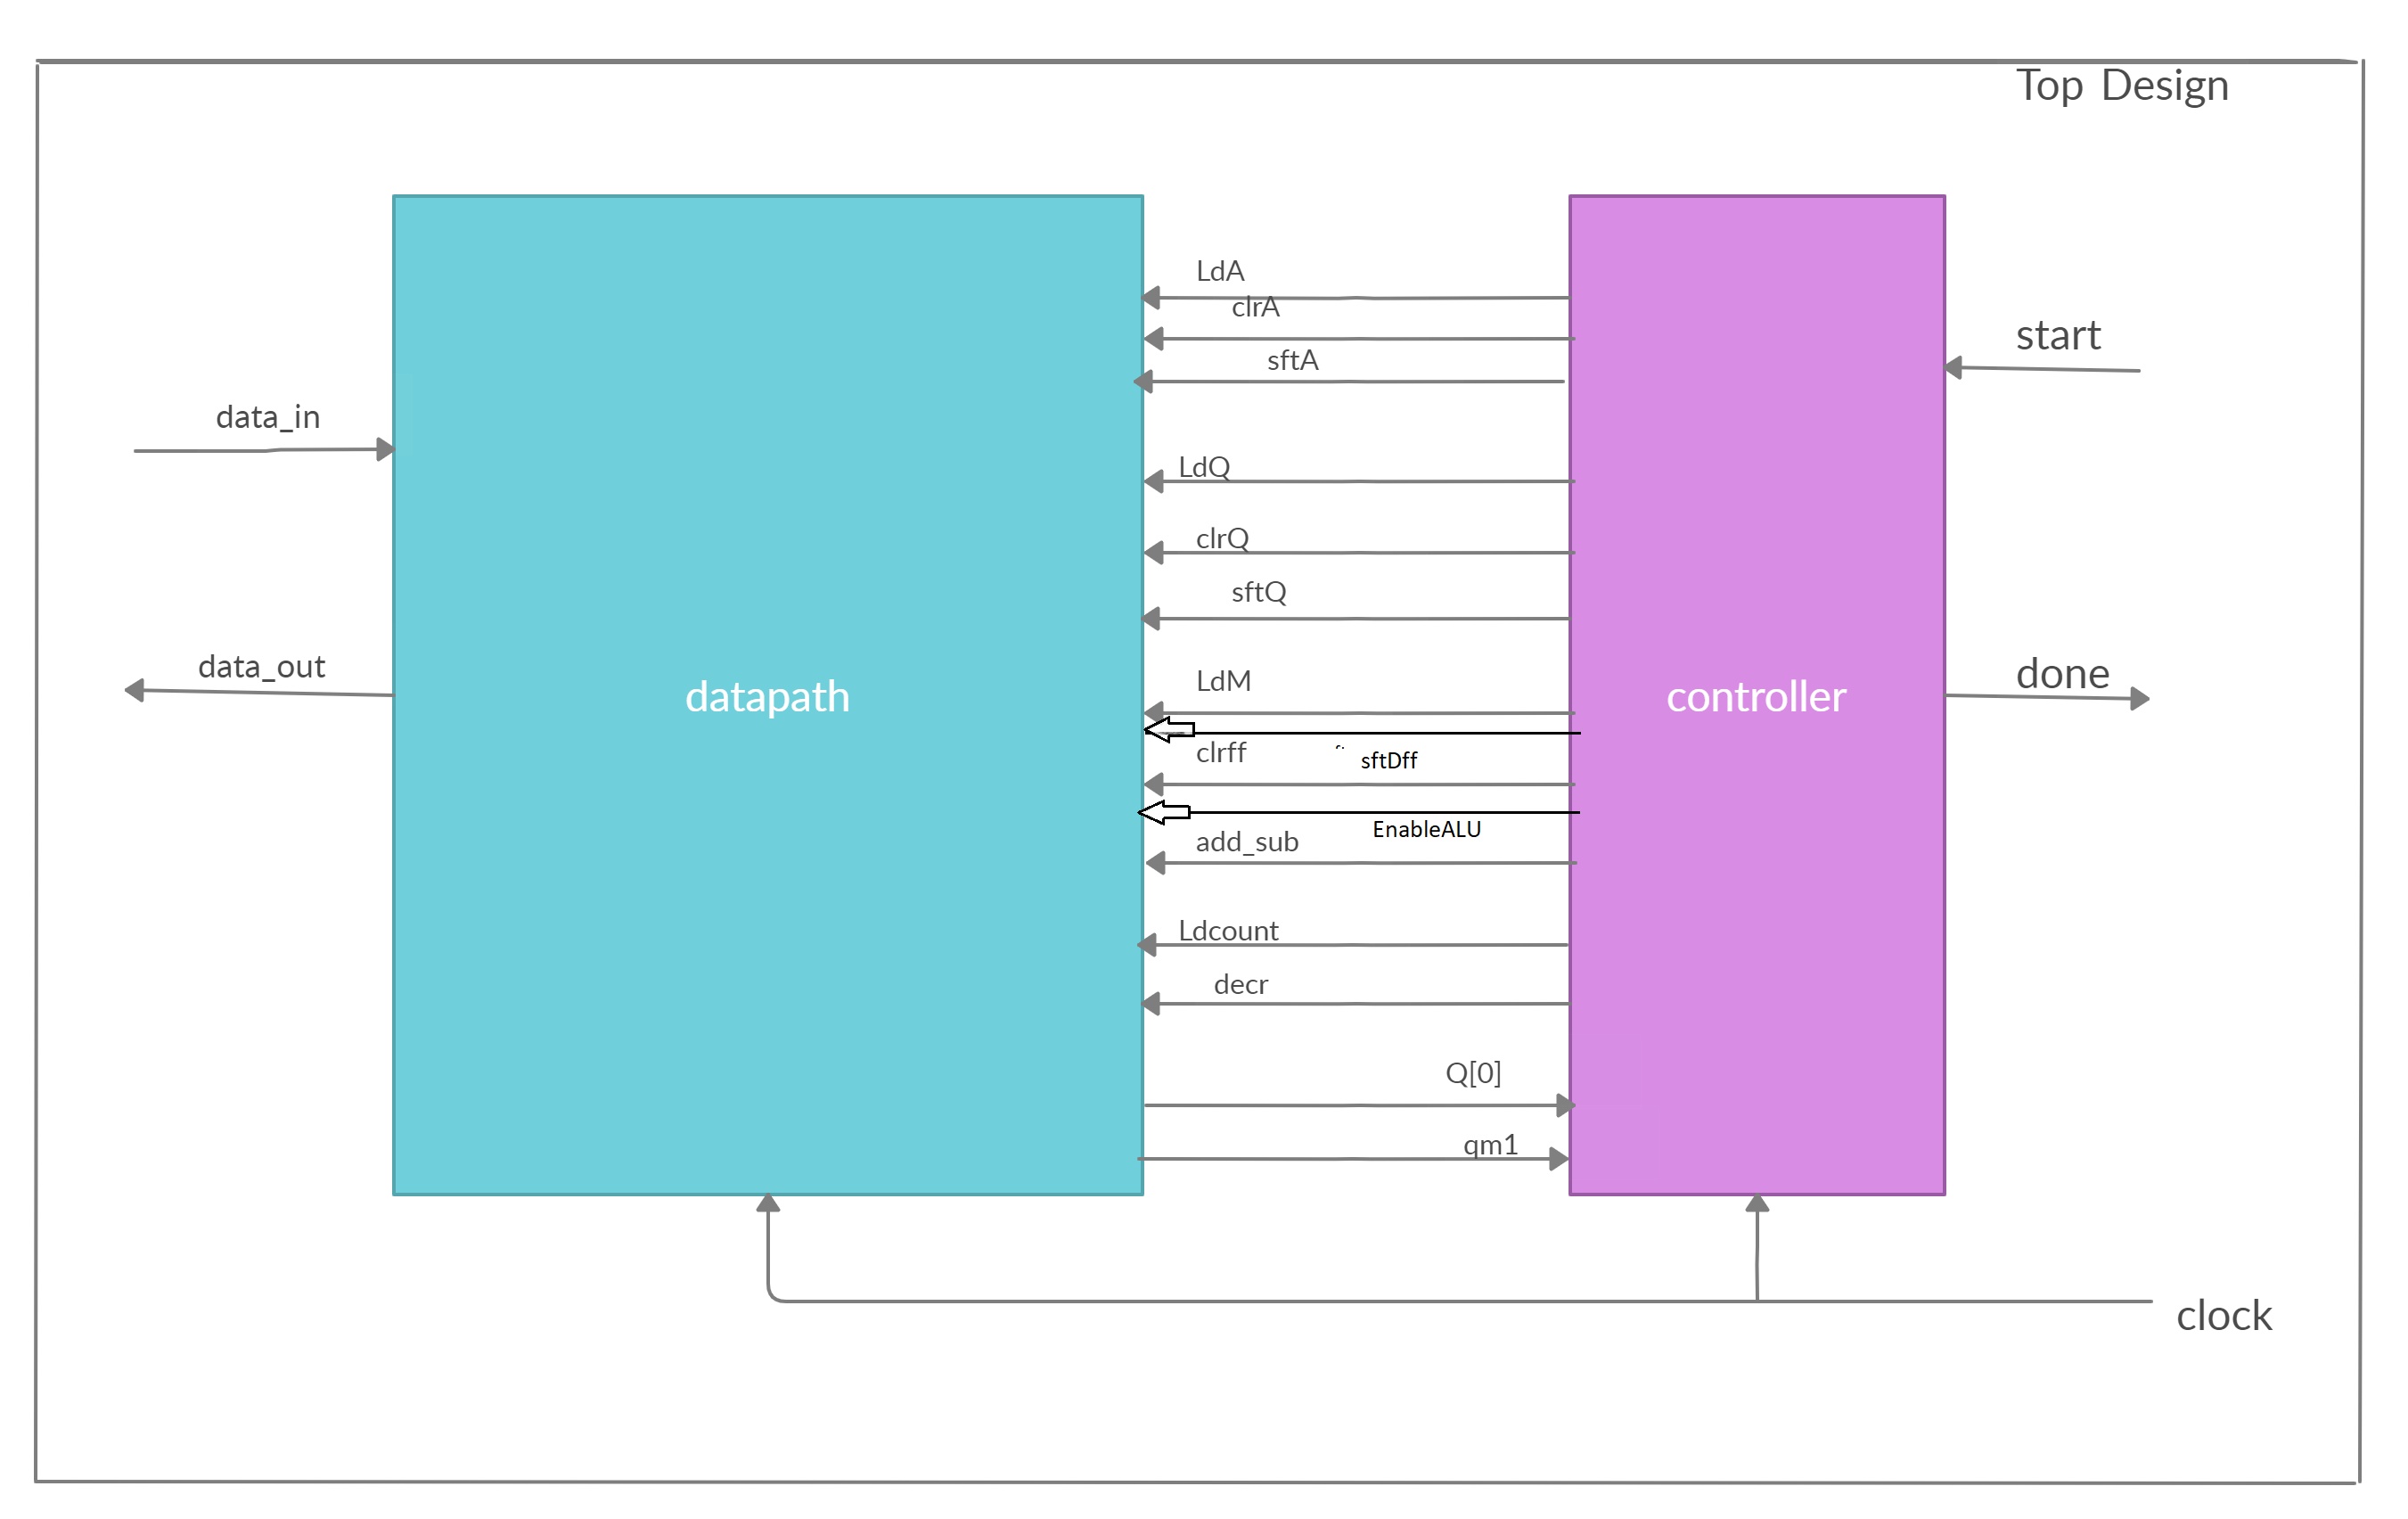 Top Design
LdA
clrA
start
sftA
data_in
LdQ
clrQ
sftQ
data_out
LdM
done
datapath
controller
clrff
sftDff
EnableALU
add_sub
Ldcount
decr
Q[0]
qm1
clock